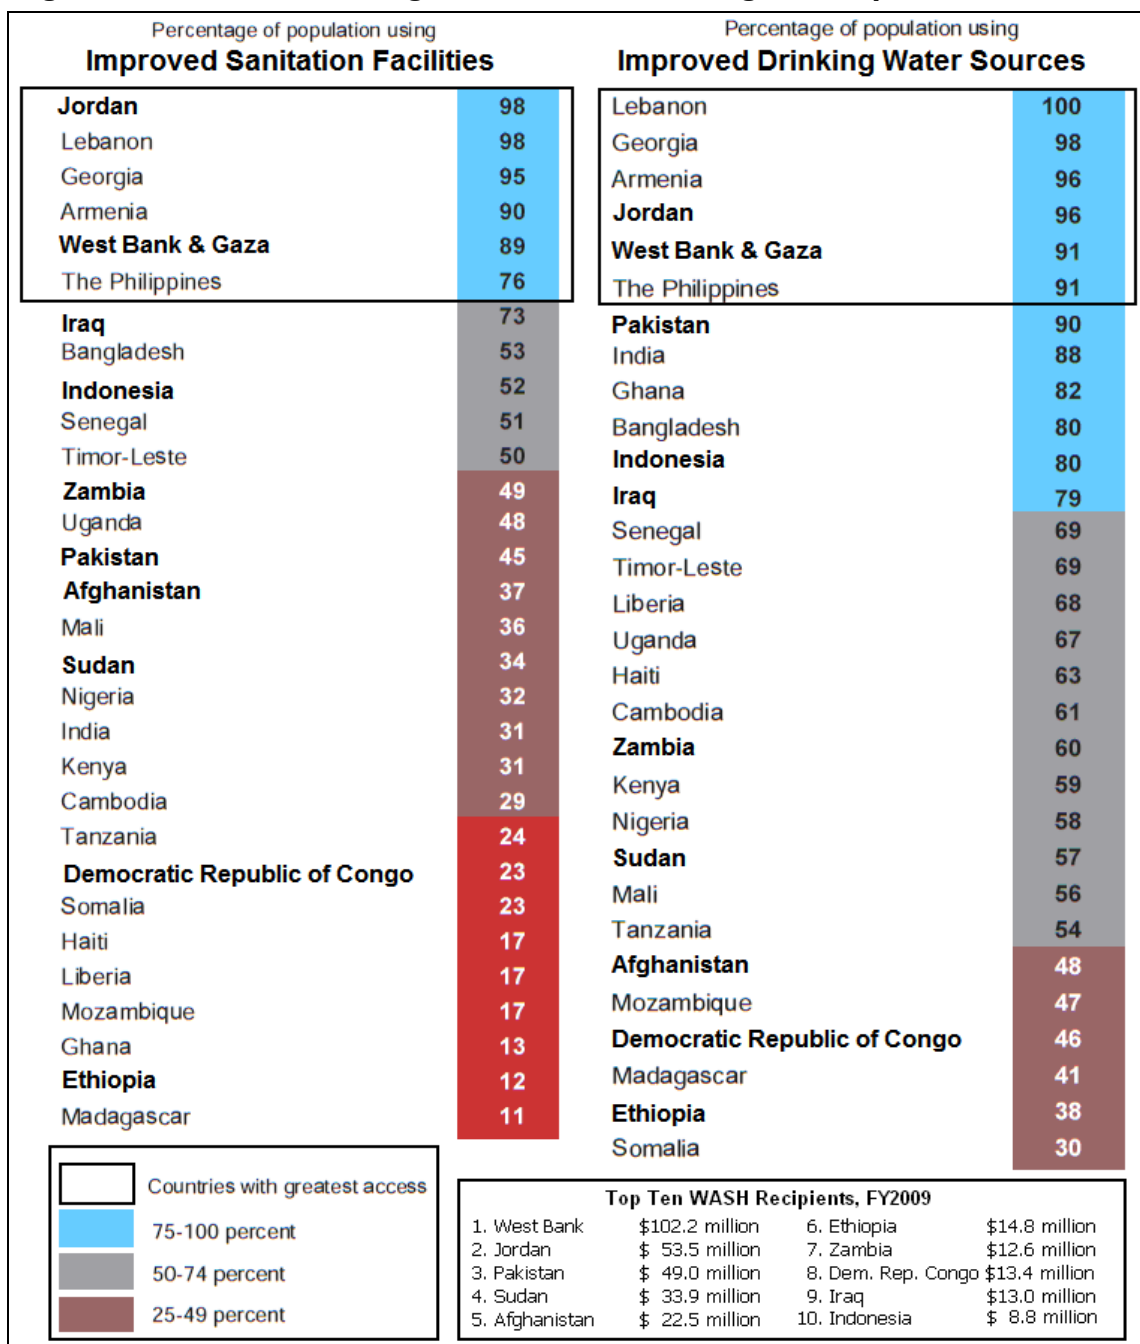 Percentage of population using
Improved Sanitation Facilities
Jordan 98
Lebanon 98
Georgia 95
Armenia 90
West Bank & Gaza 89
The Philippines 76
Iraq 73
Bangladesh 53
Indonesia 52
Senegal 51
Timor-Leste 50
Zambia 49
Uganda 48
Pakistan 45
Afghanistan 37
Mali 36
Sudan 34
Nigeria 32
India 31
Kenya 31
Cambodia 29
Tanzania 24
Democratic Republic of Congo 23
Somalia 23
Haiti 17
Liberia 17
Mozambique 17
Ghana 13
Ethiopia 12
Madagascar 11
Percentage of population using
Improved Drinking Water Sources
Lebanon 100
Georgia 98
Armenia 96
Jordan 96
West Bank & Gaza 91
The Philippines 91
Pakistan 90
India 88
Ghana 82
Bangladesh 80
Indonesia 80
Iraq 79
Senegal 69
Timor-Leste 69
Liberia 68
Uganda 67
Haiti 63
Cambodia 61
Zambia 60
Kenya 59
Nigeria 58
Sudan 57
Mali 56
Tanzania 54
Afghanistan 48
Mozambique 47
Democratic Republic of Congo 46
Madagascar 41
Ethiopia 38
Somalia 30
Countries with greatest access
75-100 percent
50-74 percent
25-49 percent
Top Ten WASH Recipients, FY2009
1. West Bank $102.2 million 6. Ethiopia $14.8 million
2. Jordan $ 53.5 million 7. Zambia $12.6 million
3. Pakistan $ 49.0 million 8. Dem. Rep. Congo $13.4 million
4. Sudan $ 33.9 million 9. Iraq $13.0 million
5. Afghanistan $ 22.5 million 10. Indonesia $ 8.8 million